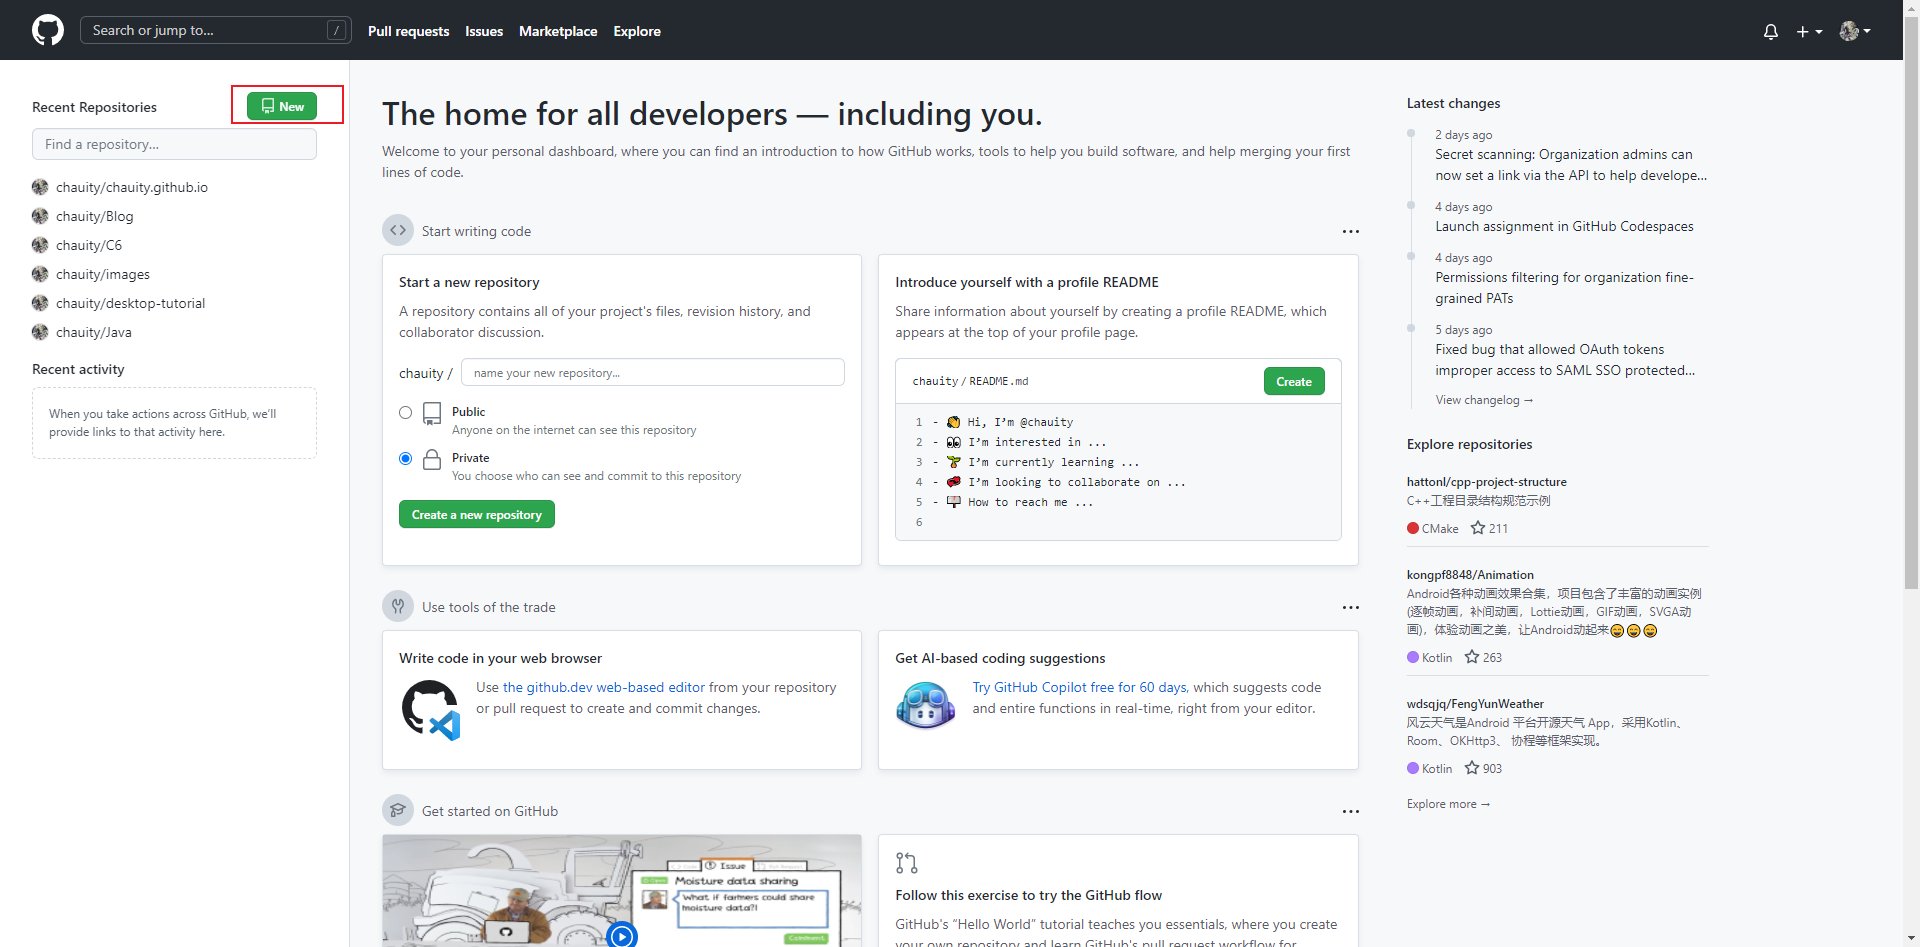 Search or jump to...
/
Pull requests
Issues
Marketplace
Explore
Recent Repositories
New
Find a repository...
chauity/chauity.github.io
chauity/Blog
chauity/C6
chauity/images
chauity/desktop-tutorial
chauity/Java
Recent activity
When you take actions across GitHub, we'll
provide links to that activity here.
The home for all developers — including you.
Welcome to your personal dashboard, where you can find an introduction to how GitHub works, tools to help you build software, and help merging your first
lines of code.
Start writing code
Start a new repository
A repository contains all of your project's files, revision history, and
collaborator discussion.
chauity /
name your new repository...
Public
Anyone on the internet can see this repository
Private
You choose who can see and commit to this repository
Create a new repository
Introduce yourself with a profile README
Share information about yourself by creating a profile README, which
appears at the top of your profile page.
chauity / README.md
Create
1 - 👋 Hi, I'm @chauity
2 - 👀 I'm interested in ...
3 - 🌱 I'm currently learning ...
4 - 💞️ I'm looking to collaborate on ...
5 - 📫 How to reach me ...
6
Use tools of the trade
Write code in your web browser
Use the github.dev web-based editor from your repository
or pull request to create and commit changes.
Get AI-based coding suggestions
Try GitHub Copilot free for 60 days, which suggests code
and entire functions in real-time, right from your editor.
Get started on GitHub
Issue
Moisture data sharing
What if farmers could share
moisture data?!
Comment
Follow this exercise to try the GitHub flow
GitHub's "Hello World" tutorial teaches you essentials, where you create
your own repository and learn GitHub's pull request workflow for
Latest changes
2 days ago
Secret scanning: Organization admins can
now set a link via the API to help develope...
4 days ago
Launch assignment in GitHub Codespaces
4 days ago
Permissions filtering for organization fine-
grained PATs
5 days ago
Fixed bug that allowed OAuth tokens
improper access to SAML SSO protected...
View changelog →
Explore repositories
hattonl/cpp-project-structure
C++工程目录结构规范示例
CMake 211
kongpf8848/Animation
Android各种动画效果合集，项目包含了丰富的动画实例
(逐帧动画，补间动画，Lottie动画，GIF动画，SVGA动
画)，体验动画之美，让Android动起来😄😄😄
Kotlin 263
wdsqjq/FengYunWeather
风云天气是Android 平台开源天气 App，采用Kotlin、
Room、OKHttp3、 协程等框架实现。
Kotlin 903
Explore more →